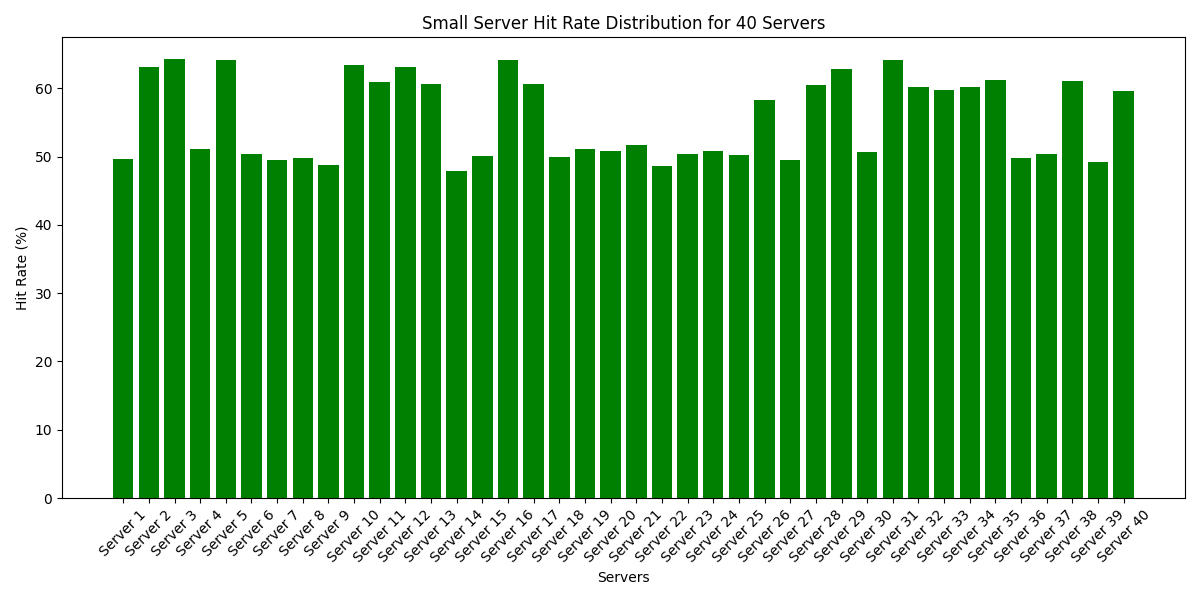 Small Server Hit Rate Distribution for 40 Servers
Hit Rate (%)
60
50
40
30
20
10
0
Server 1
Server 2
Server 3
Server 4
Server 5
Server 6
Server 7
Server 8
Server 9
Server 10
Server 11
Server 12
Server 13
Server 14
Server 15
Server 16
Server 17
Server 18
Server 19
Server 20
Server 21
Server 22
Server 23
Server 24
Server 25
Server 26
Server 27
Server 28
Server 29
Server 30
Server 31
Server 32
Server 33
Server 34
Server 35
Server 36
Server 37
Server 38
Server 39
Server 40
Servers